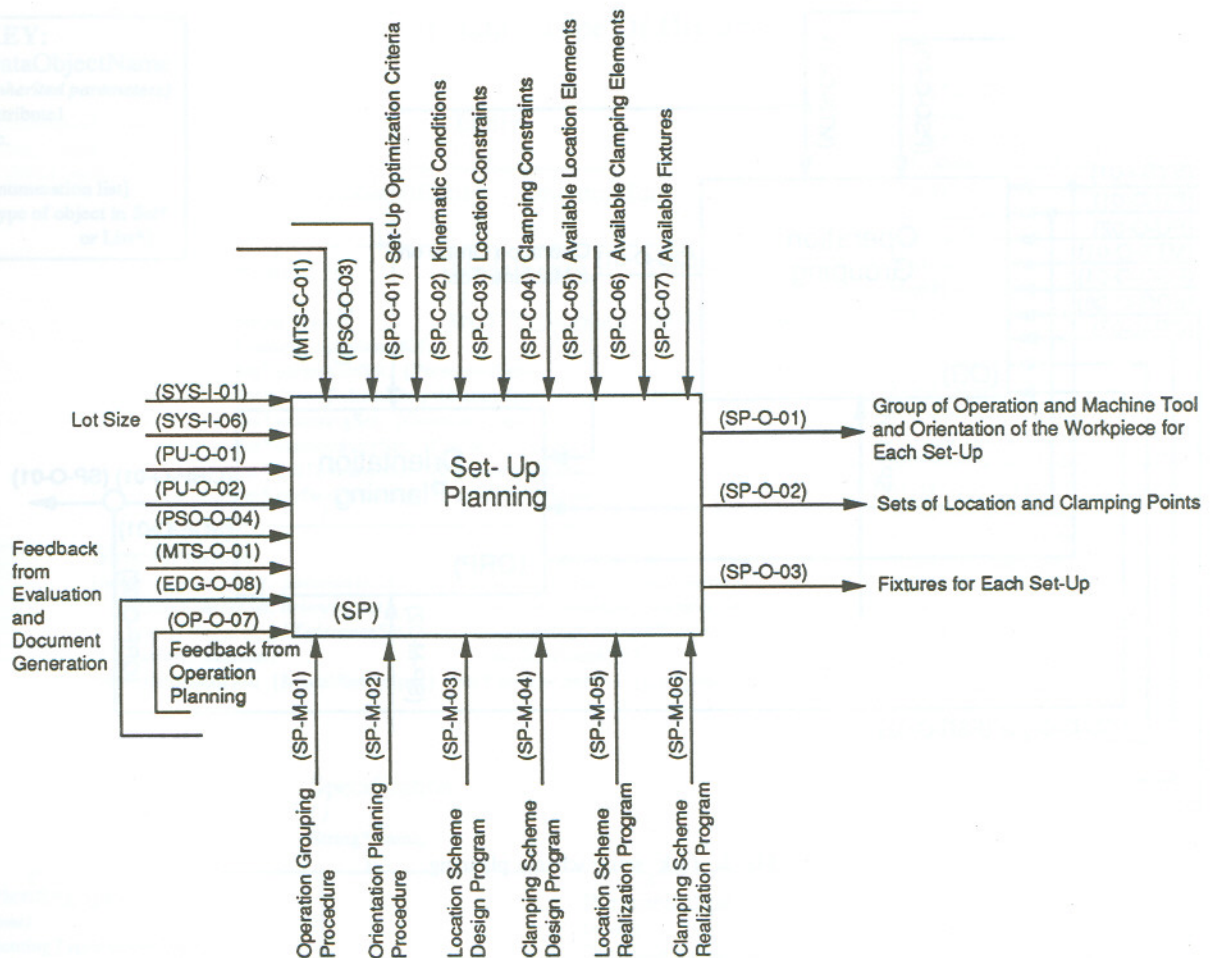 (MTS-C-01)
(PSO-O-03)
(SP-C-01) Set-Up Optimization Criteria
(SP-C-02) Kinematic Conditions
(SP-C-03) Location Constraints
(SP-C-04) Clamping Constraints
(SP-C-05) Available Location Elements
(SP-C-06) Available Clamping Elements
(SP-C-07) Available Fixtures
(SYS-I-01)
Lot Size (SYS-I-06)
(PU-O-01)
(PU-O-02)
(PSO-O-04)
(MTS-O-01)
(EDG-O-08)
(OP-O-07)
Feedback
from
Evaluation
and
Document
Generation
Feedback from
Operation
Planning
Set- Up
Planning
(SP)
(SP-O-01)
Group of Operation and Machine Tool
and Orientation of the Workpiece for
Each Set-Up
(SP-O-02)
Sets of Location and Clamping Points
(SP-O-03)
Fixtures for Each Set-Up
(SP-M-01)
Operation Grouping
Procedure
(SP-M-02)
Orientation Planning
Procedure
(SP-M-03)
Location Scheme
Design Program
(SP-M-04)
Clamping Scheme
Design Program
(SP-M-05)
Location Scheme
Realization Program
(SP-M-06)
Clamping Scheme
Realization Program